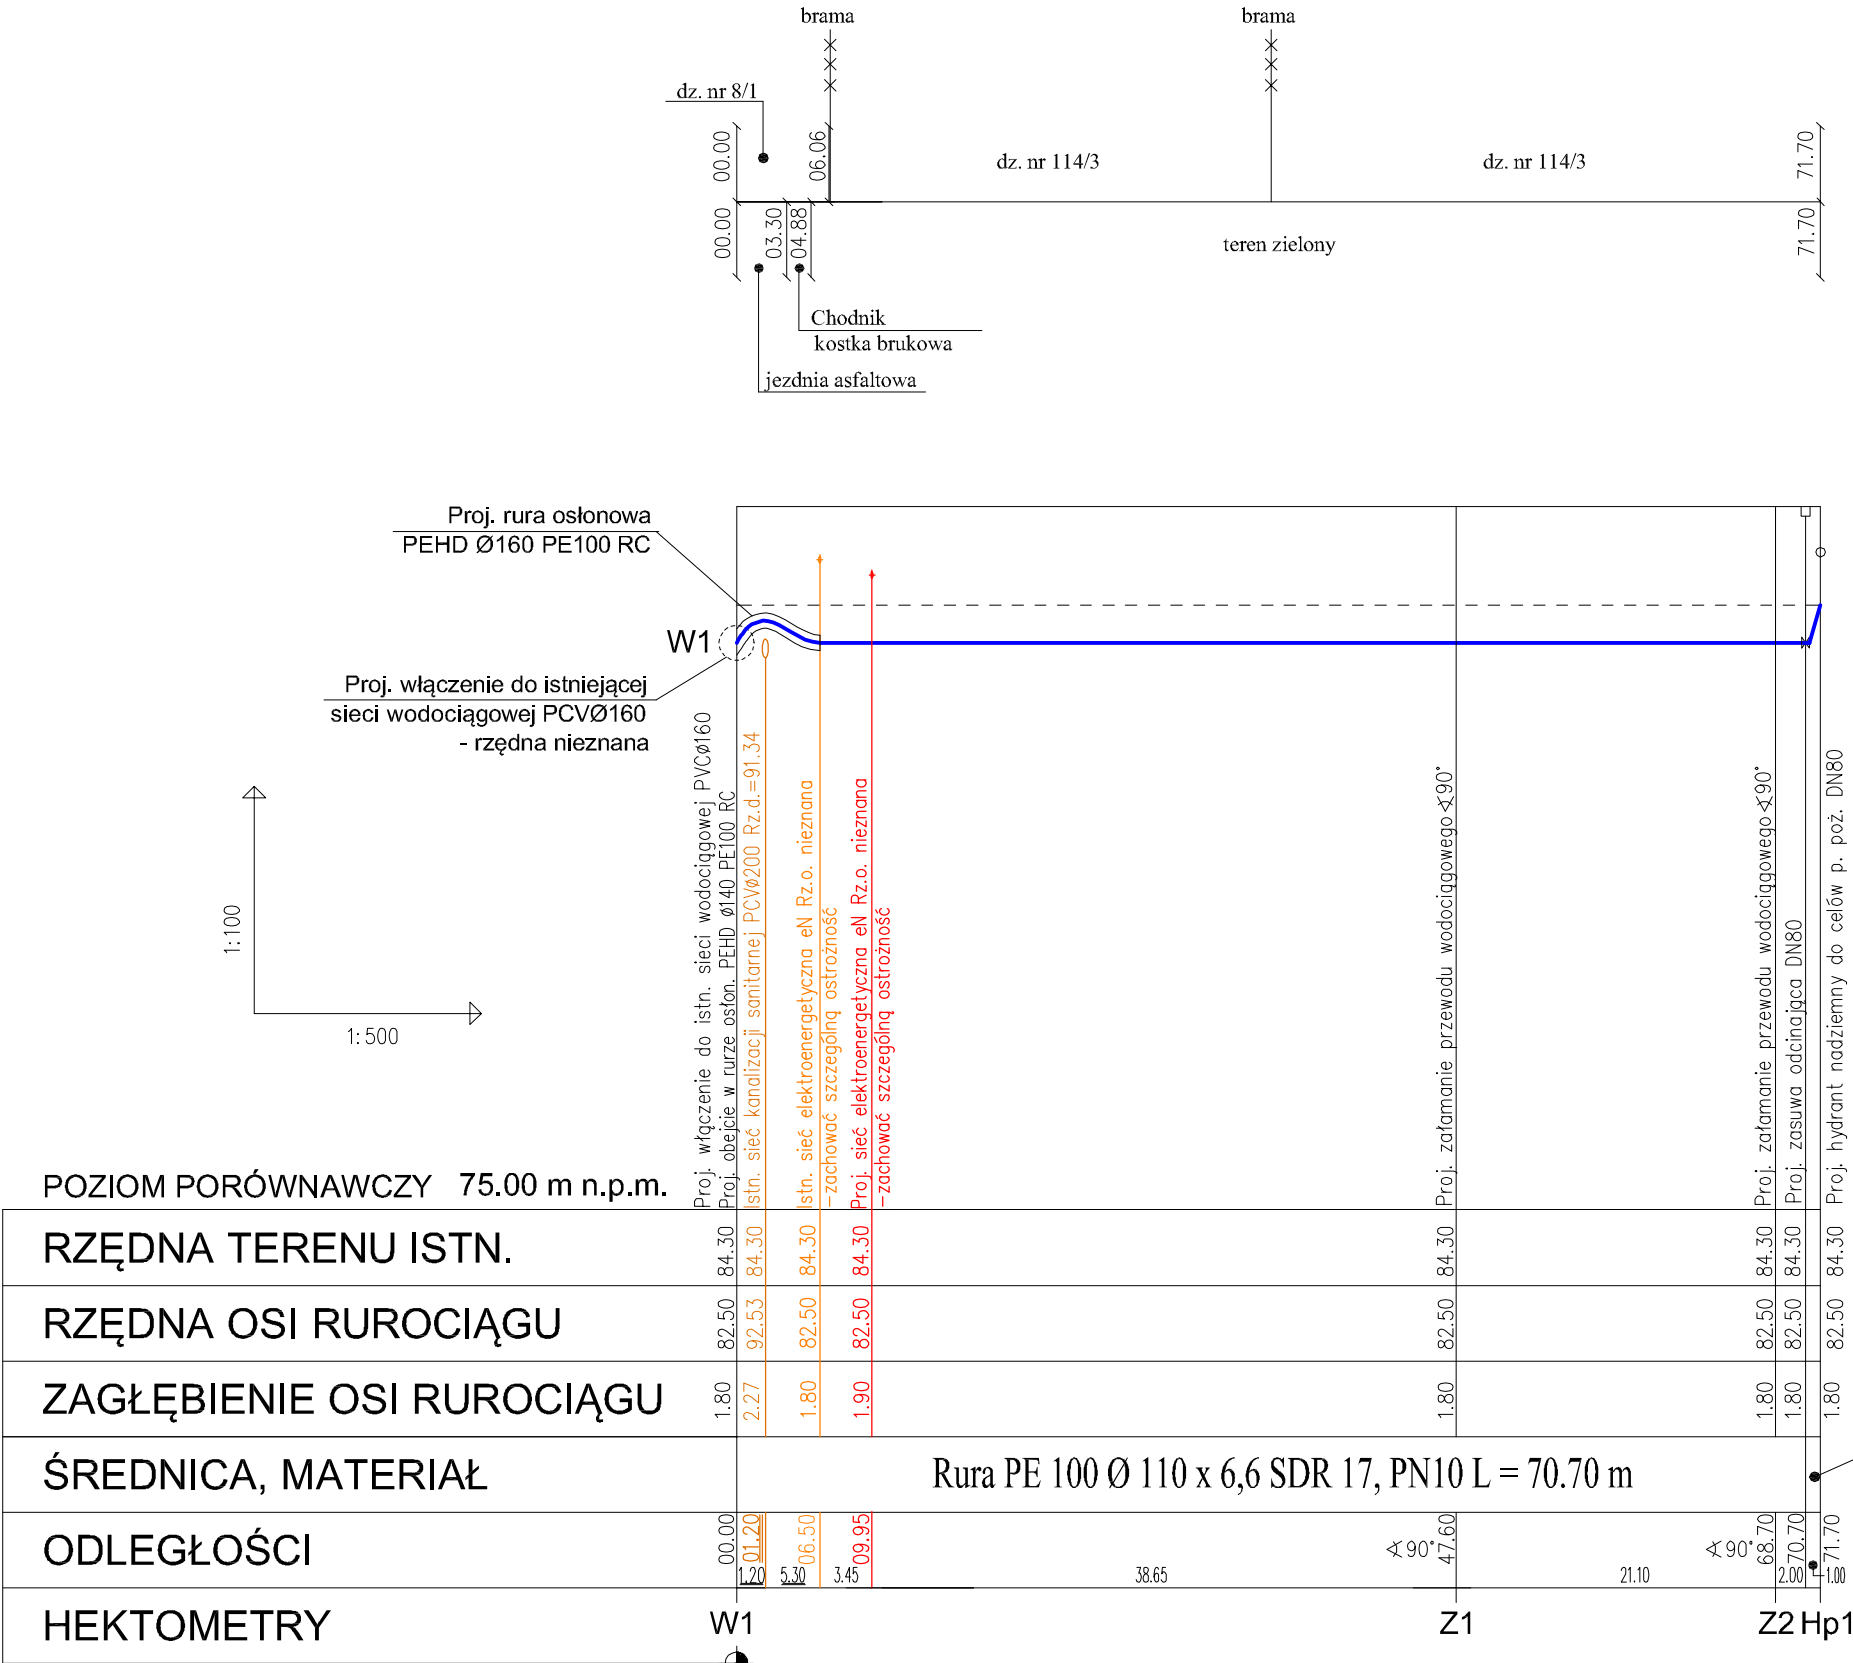 brama
brama
dz. nr 8/1
00.00
06.06
dz. nr 114/3
dz. nr 114/3
71.70
00.00
03.30
04.88
teren zielony
71.70
Chodnik
kostka brukowa
jezdnia asfaltowa
Proj. rura osłonowa
PEHD Ø160 PE100 RC
W1
Proj. włączenie do istniejącej
sieci wodociągowej PCVØ160
- rzędna nieznana
1:100
1:500
Proj. włączenie do istn. sieci wodociągowej PVCø160
Proj. obejście w rurze osłon. PEHD ø140 PE100 RC
Istn. sieć kanalizacji sanitarnej PCVø200 Rz.d.=91.34
Istn. sieć elektroenergetyczna eN Rz.o. nieznana
-zachować szczególną ostrożność
Proj. sieć elektroenergetyczna eN Rz.o. nieznana
-zachować szczególną ostrożność
Proj. załamanie przewodu wodociągowego ∢90°
Proj. załamanie przewodu wodociągowego ∢90°
Proj. zasuwa odcinająca DN80
Proj. hydrant nadziemny do celów p. poż. DN80
POZIOM PORÓWNAWCZY 75.00 m n.p.m.
RZĘDNA TERENU ISTN. 84.30 84.30 84.30 84.30 84.30 84.30 84.30 84.30
RZĘDNA OSI RUROCIĄGU 82.50 92.53 82.50 82.50 82.50 82.50 82.50 82.50
ZAGŁĘBIENIE OSI RUROCIĄGU 1.80 2.27 1.80 1.90 1.80 1.80 1.80 1.80
ŚREDNICA, MATERIAŁ Rura PE 100 Ø 110 x 6,6 SDR 17, PN10 L = 70.70 m
ODLEGŁOŚCI 00.00 01.20 06.50 09.95 ∢90° 47.60 ∢90° 68.70 70.70 71.70
1.20 5.30 3.45 38.65 21.10 2.00 1.00
HEKTOMETRY W1 Z1 Z2 Hp1